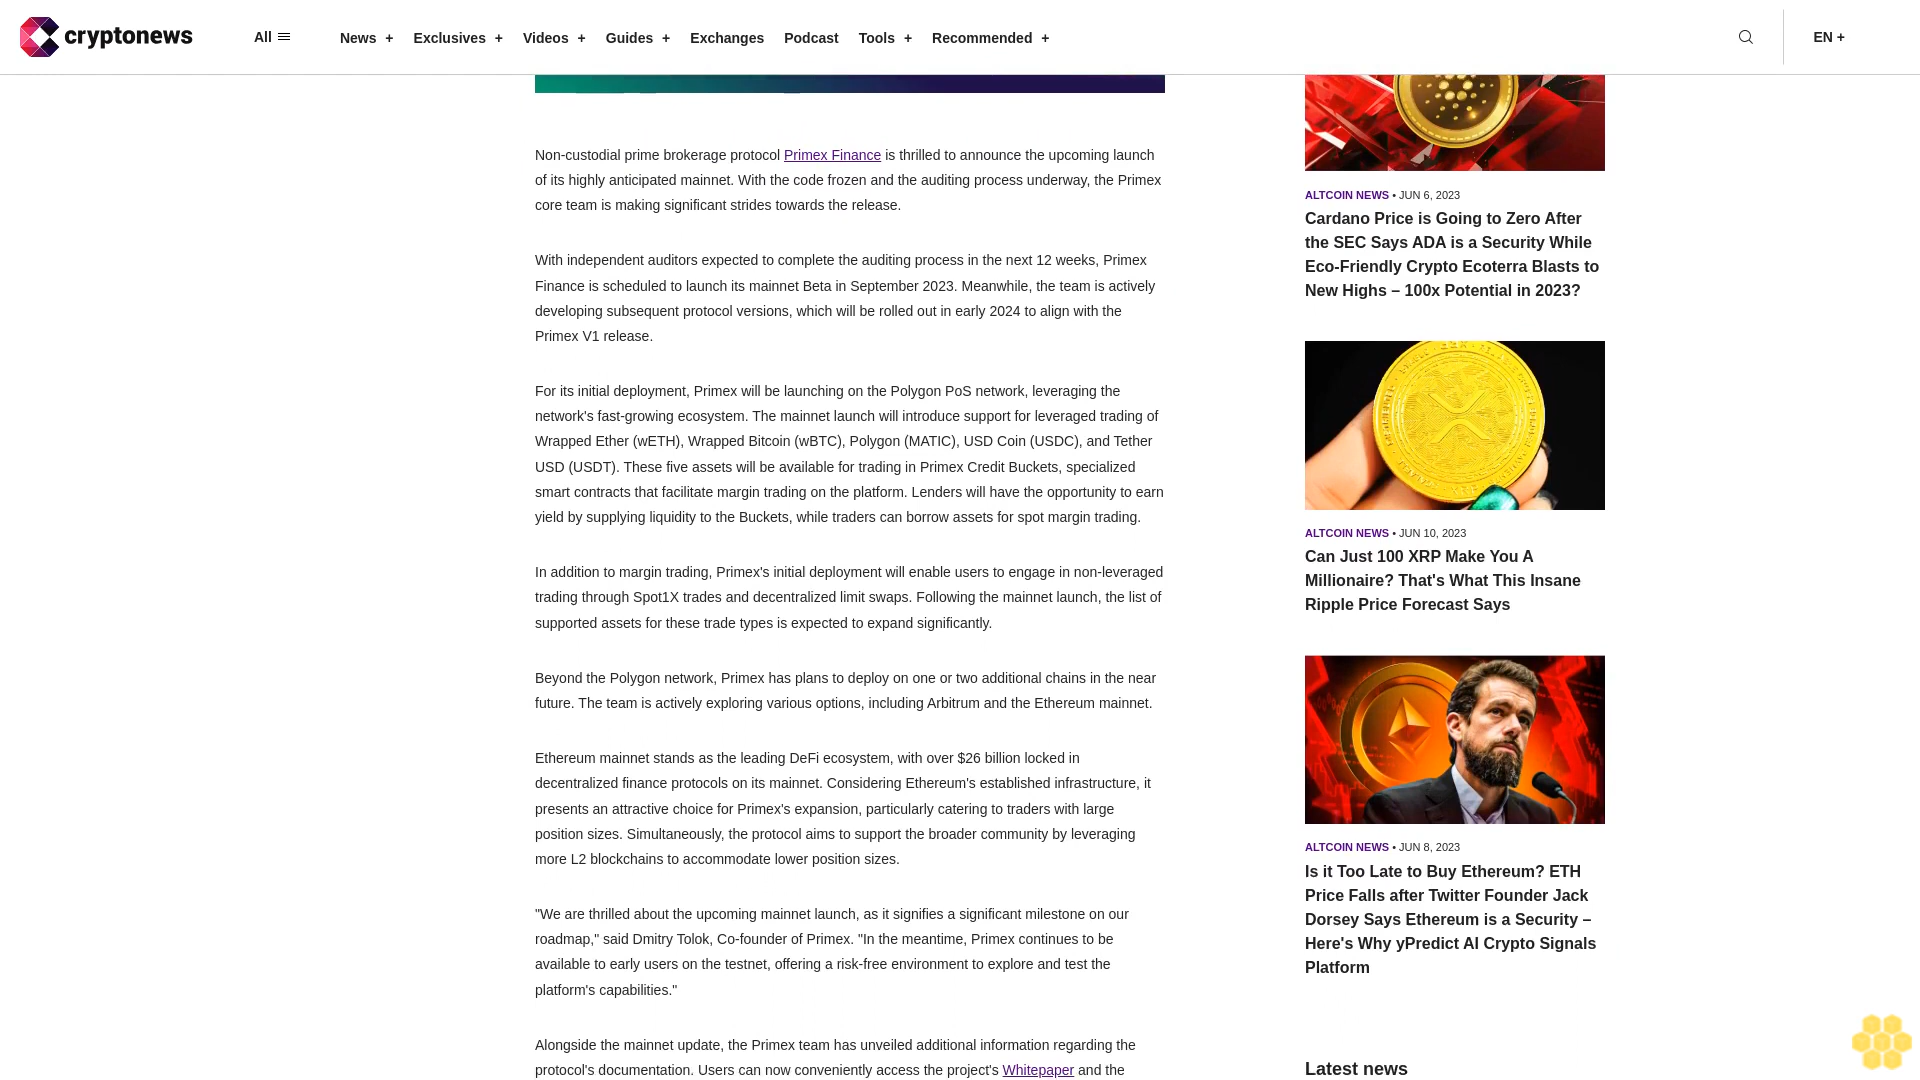 cryptonews
All
News +
Exclusives +
Videos +
Guides +
Exchanges
Podcast
Tools +
Recommended +
EN +
Non-custodial prime brokerage protocol Primex Finance is thrilled to announce the upcoming launch
of its highly anticipated mainnet. With the code frozen and the auditing process underway, the Primex
core team is making significant strides towards the release.
With independent auditors expected to complete the auditing process in the next 12 weeks, Primex
Finance is scheduled to launch its mainnet Beta in September 2023. Meanwhile, the team is actively
developing subsequent protocol versions, which will be rolled out in early 2024 to align with the
Primex V1 release.
For its initial deployment, Primex will be launching on the Polygon PoS network, leveraging the
network's fast-growing ecosystem. The mainnet launch will introduce support for leveraged trading of
Wrapped Ether (wETH), Wrapped Bitcoin (wBTC), Polygon (MATIC), USD Coin (USDC), and Tether
USD (USDT). These five assets will be available for trading in Primex Credit Buckets, specialized
smart contracts that facilitate margin trading on the platform. Lenders will have the opportunity to earn
yield by supplying liquidity to the Buckets, while traders can borrow assets for spot margin trading.
In addition to margin trading, Primex's initial deployment will enable users to engage in non-leveraged
trading through Spot1X trades and decentralized limit swaps. Following the mainnet launch, the list of
supported assets for these trade types is expected to expand significantly.
Beyond the Polygon network, Primex has plans to deploy on one or two additional chains in the near
future. The team is actively exploring various options, including Arbitrum and the Ethereum mainnet.
Ethereum mainnet stands as the leading DeFi ecosystem, with over $26 billion locked in
decentralized finance protocols on its mainnet. Considering Ethereum's established infrastructure, it
presents an attractive choice for Primex's expansion, particularly catering to traders with large
position sizes. Simultaneously, the protocol aims to support the broader community by leveraging
more L2 blockchains to accommodate lower position sizes.
"We are thrilled about the upcoming mainnet launch, as it signifies a significant milestone on our
roadmap," said Dmitry Tolok, Co-founder of Primex. "In the meantime, Primex continues to be
available to early users on the testnet, offering a risk-free environment to explore and test the
platform's capabilities."
Alongside the mainnet update, the Primex team has unveiled additional information regarding the
protocol's documentation. Users can now conveniently access the project's Whitepaper and the
ALTCOIN NEWS • JUN 6, 2023
Cardano Price is Going to Zero After
the SEC Says ADA is a Security While
Eco-Friendly Crypto Ecoterra Blasts to
New Highs – 100x Potential in 2023?
ALTCOIN NEWS • JUN 10, 2023
Can Just 100 XRP Make You A
Millionaire? That's What This Insane
Ripple Price Forecast Says
ALTCOIN NEWS • JUN 8, 2023
Is it Too Late to Buy Ethereum? ETH
Price Falls after Twitter Founder Jack
Dorsey Says Ethereum is a Security –
Here's Why yPredict AI Crypto Signals
Platform
Latest news